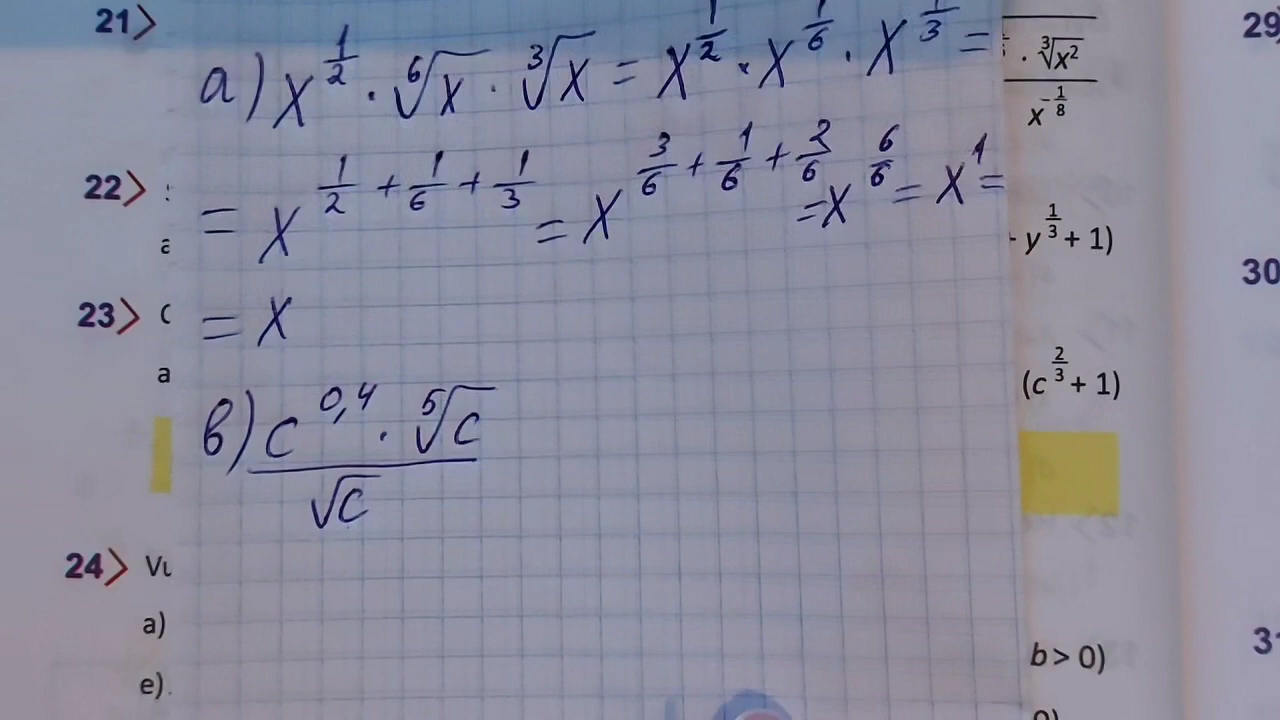 21>
29
а) x^{1/2} · ⁶√x · ³√x = x^{1/2} · x^{1/6} · x^{1/3} =
· ³√x²
x^{-1/8}
22>
= x^{1/2 + 1/6 + 1/3} = x^{3/6 + 1/6 + 2/6} = x^{6/6} = x^1 =
y^{1/3} + 1)
30
23>
= x
a
(c^{2/3} + 1)
в) (c^{0,4} · ⁵√c) / √c
24>
a)
b > 0)
31
e)